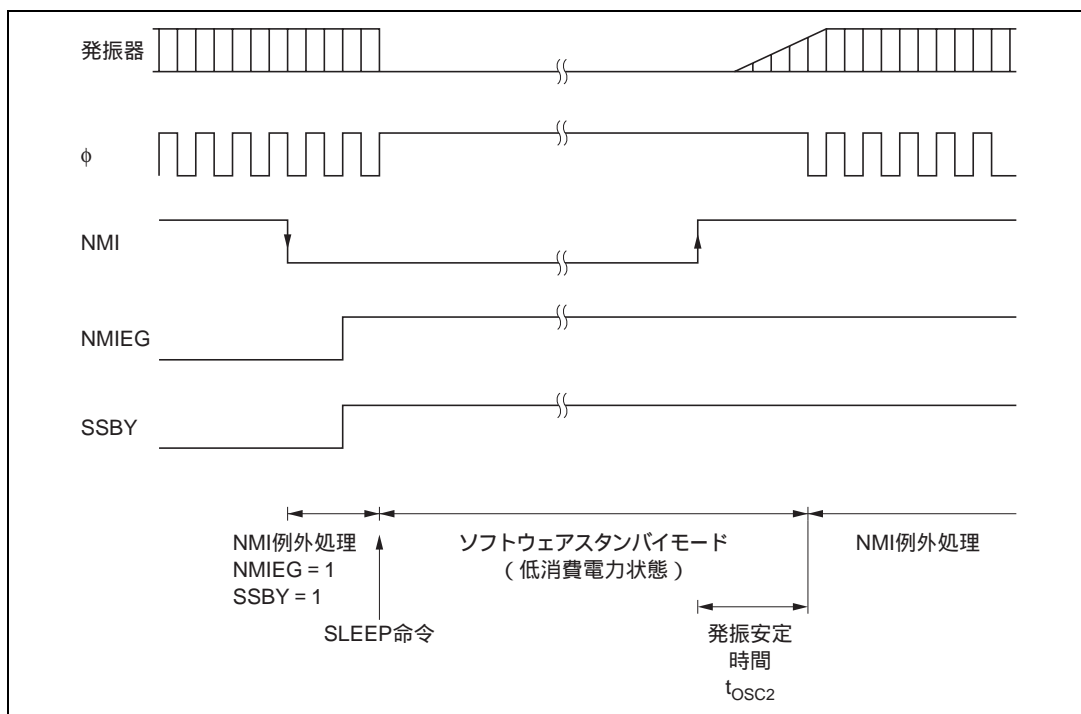 発振器
φ
NMI
NMIEG
SSBY
NMI例外処理
NMIEG = 1
SSBY = 1
SLEEP命令
ソフトウェアスタンバイモード
（低消費電力状態）
発振安定
時間
tOSC2
NMI例外処理